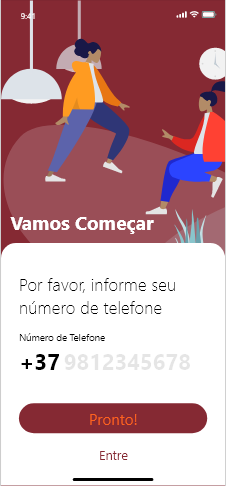 9:41
Vamos Começar
Por favor, informe seu
número de telefone
Número de Telefone
+37 9812345678
Pronto!
Entre